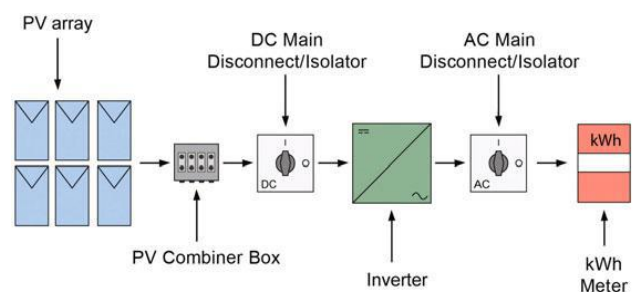 PV array
DC Main
Disconnect/Isolator
AC Main
Disconnect/Isolator
DC
AC
kWh
PV Combiner Box
Inverter
kWh
Meter